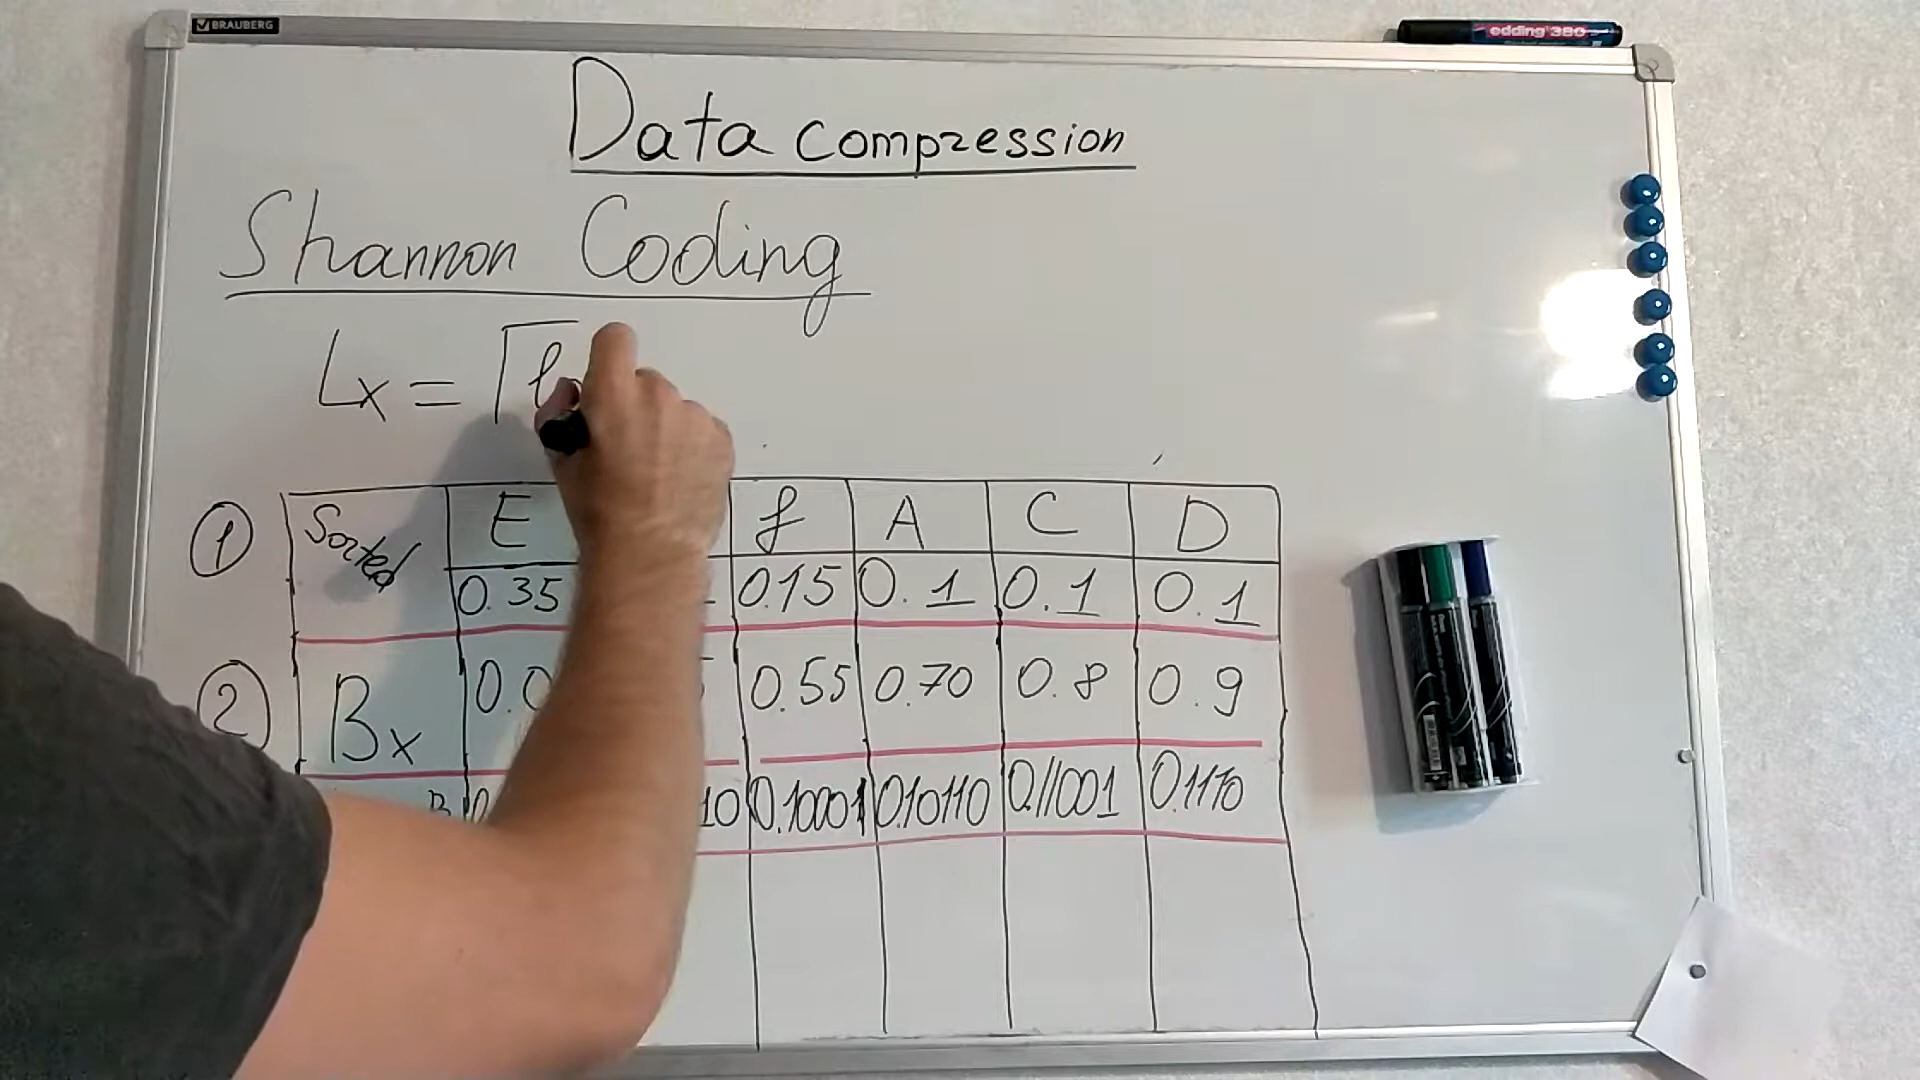 BRAUBERG
edding 380
Data compression
Shannon Coding
Lx = ⌈lo
1 Sorted E f A C D
0.35 0.15 0.1 0.1 0.1
2 Bx 0.0 0.55 0.70 0.8 0.9
10 0.10001 0.10110 0.11001 0.1110